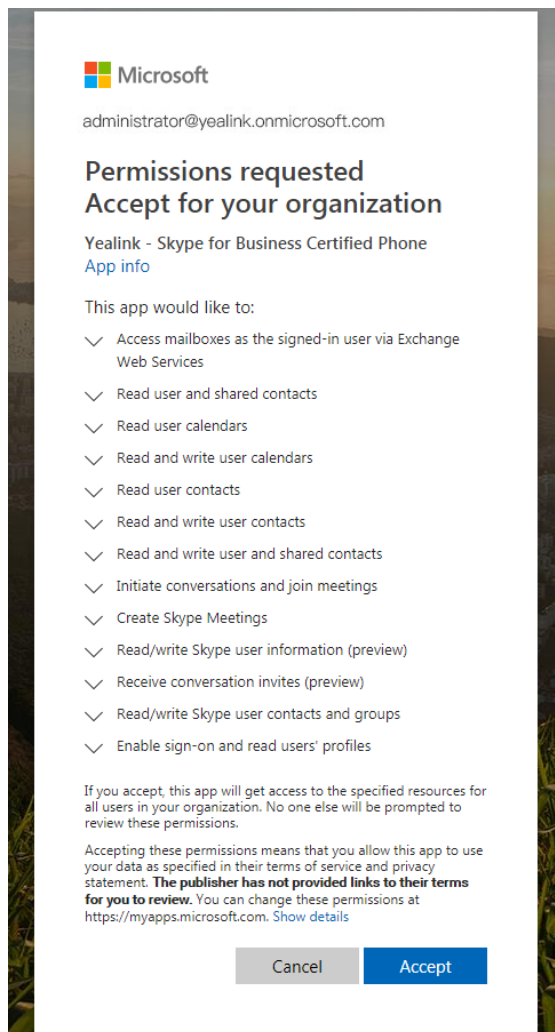 Microsoft
administrator@yealink.onmicrosoft.com
Permissions requested
Accept for your organization
Yealink - Skype for Business Certified Phone
App info
This app would like to:
Access mailboxes as the signed-in user via Exchange
Web Services
Read user and shared contacts
Read user calendars
Read and write user calendars
Read user contacts
Read and write user contacts
Read and write user and shared contacts
Initiate conversations and join meetings
Create Skype Meetings
Read/write Skype user information (preview)
Receive conversation invites (preview)
Read/write Skype user contacts and groups
Enable sign-on and read users' profiles
If you accept, this app will get access to the specified resources for
all users in your organization. No one else will be prompted to
review these permissions.
Accepting these permissions means that you allow this app to use
your data as specified in their terms of service and privacy
statement. The publisher has not provided links to their terms
for you to review. You can change these permissions at
https://myapps.microsoft.com. Show details
Cancel Accept